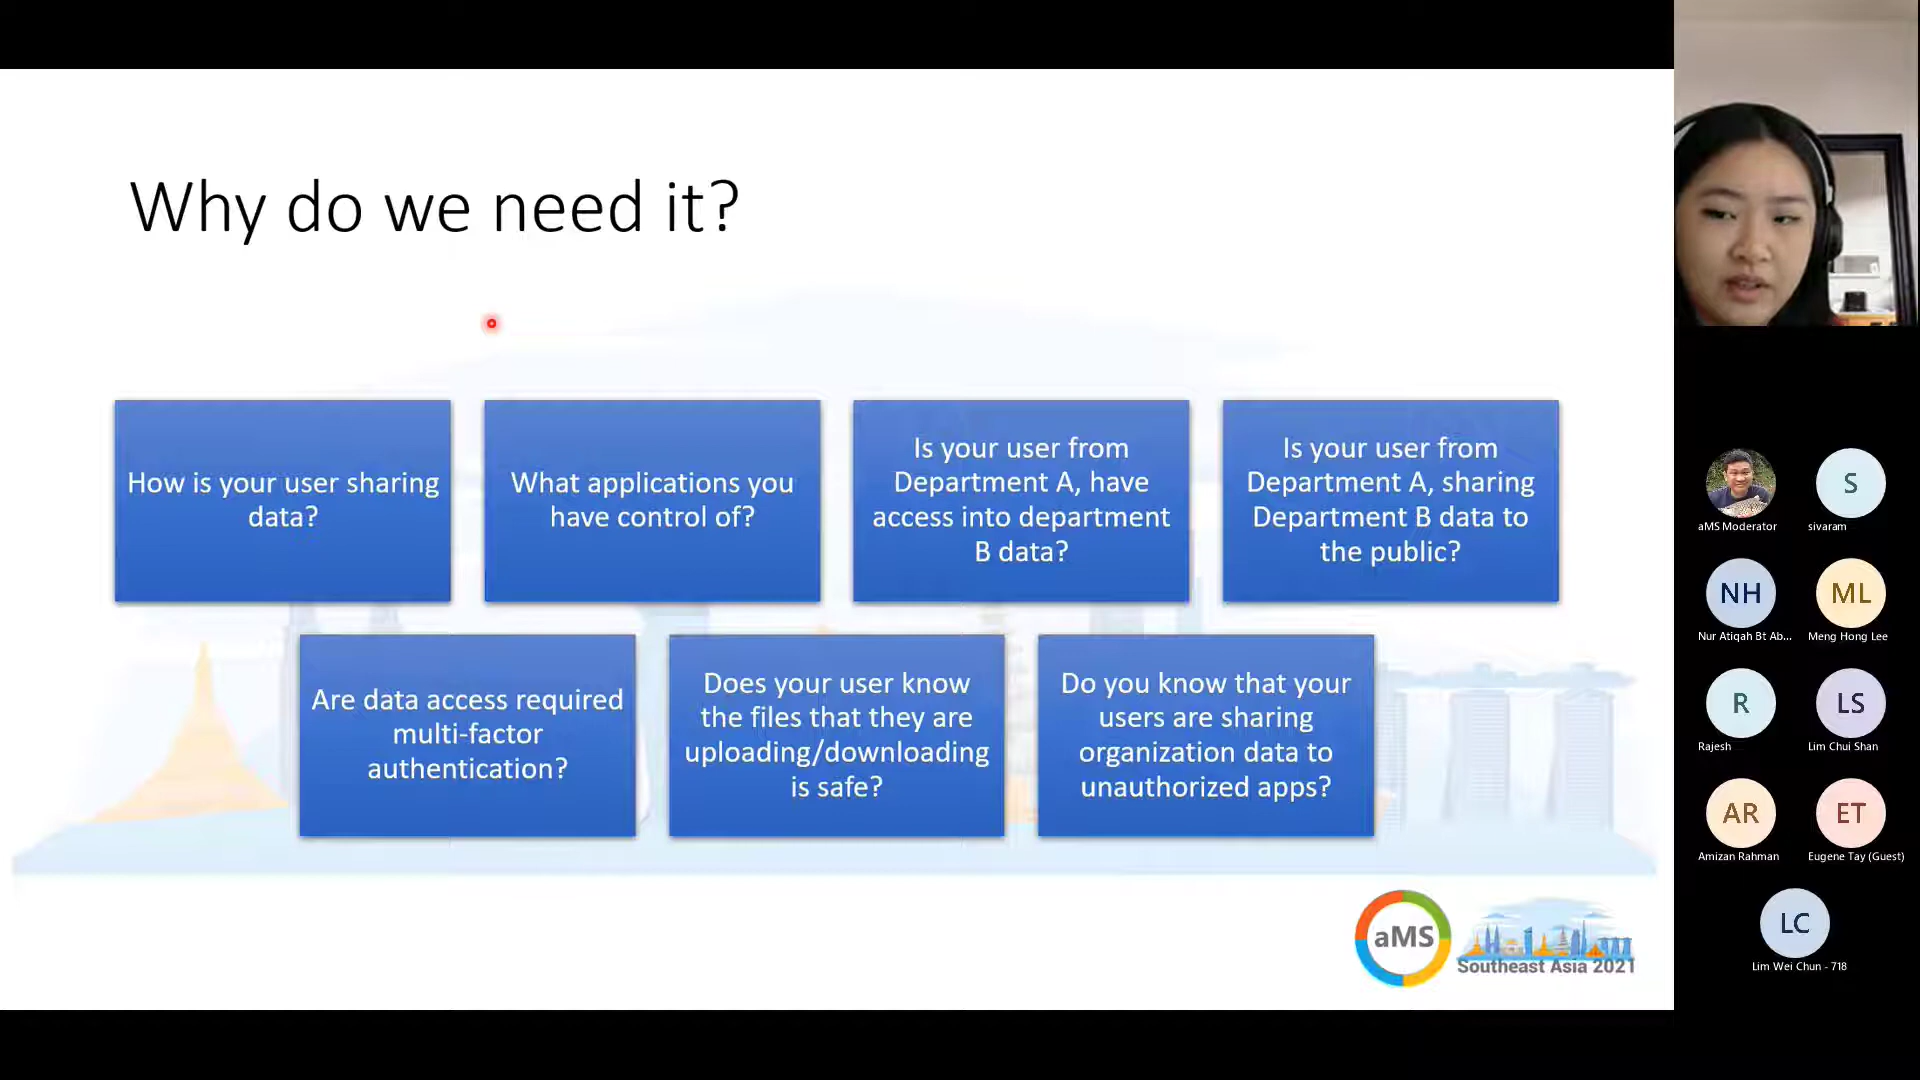 Why do we need it?
How is your user sharing
data?
What applications you
have control of?
Is your user from
Department A, have
access into department
B data?
Is your user from
Department A, sharing
Department B data to
the public?
Are data access required
multi-factor
authentication?
Does your user know
the files that they are
uploading/downloading
is safe?
Do you know that your
users are sharing
organization data to
unauthorized apps?
aMS
Southeast Asia 2021
aMS Moderator
S
sivaram
NH
Nur Atiqah Bt Ab...
ML
Meng Hong Lee
R
Rajesh
LS
Lim Chui Shan
AR
Amizan Rahman
ET
Eugene Tay (Guest)
LC
Lim Wei Chun - 718